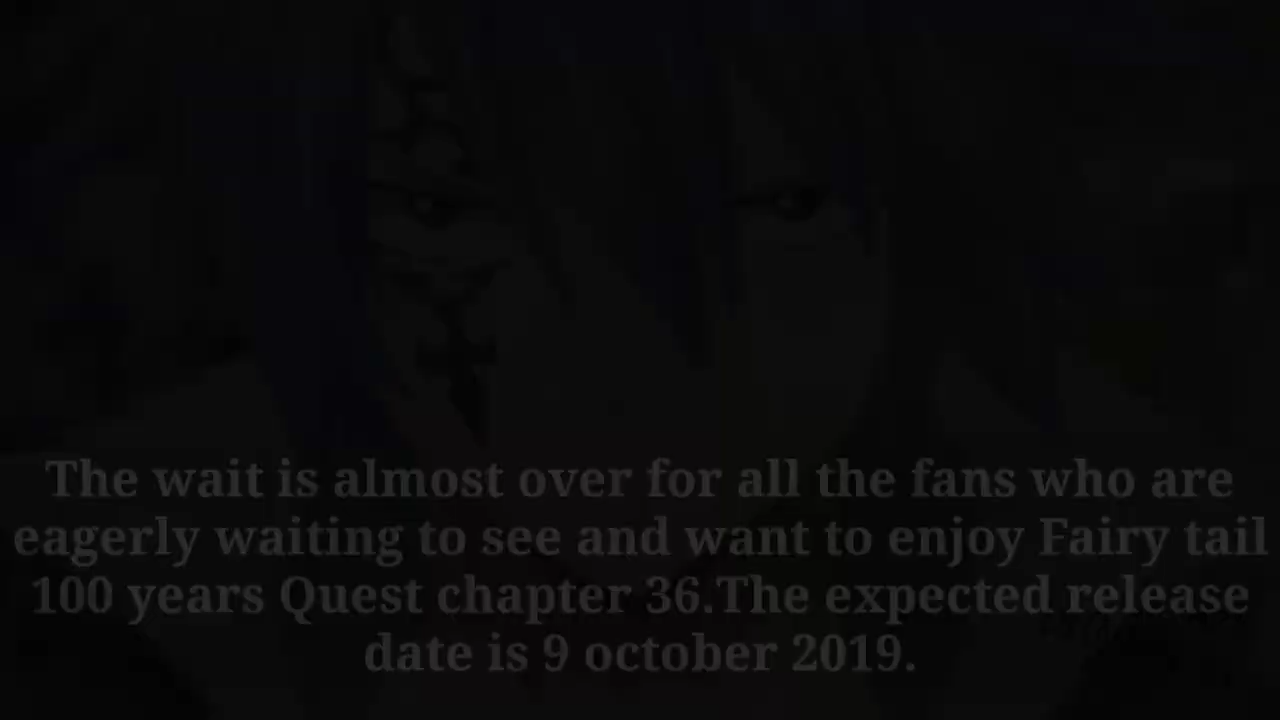 The wait is almost over for all the fans who are
eagerly waiting to see and want to enjoy Fairy tail
100 years Quest chapter 36.The expected release
date is 9 october 2019.